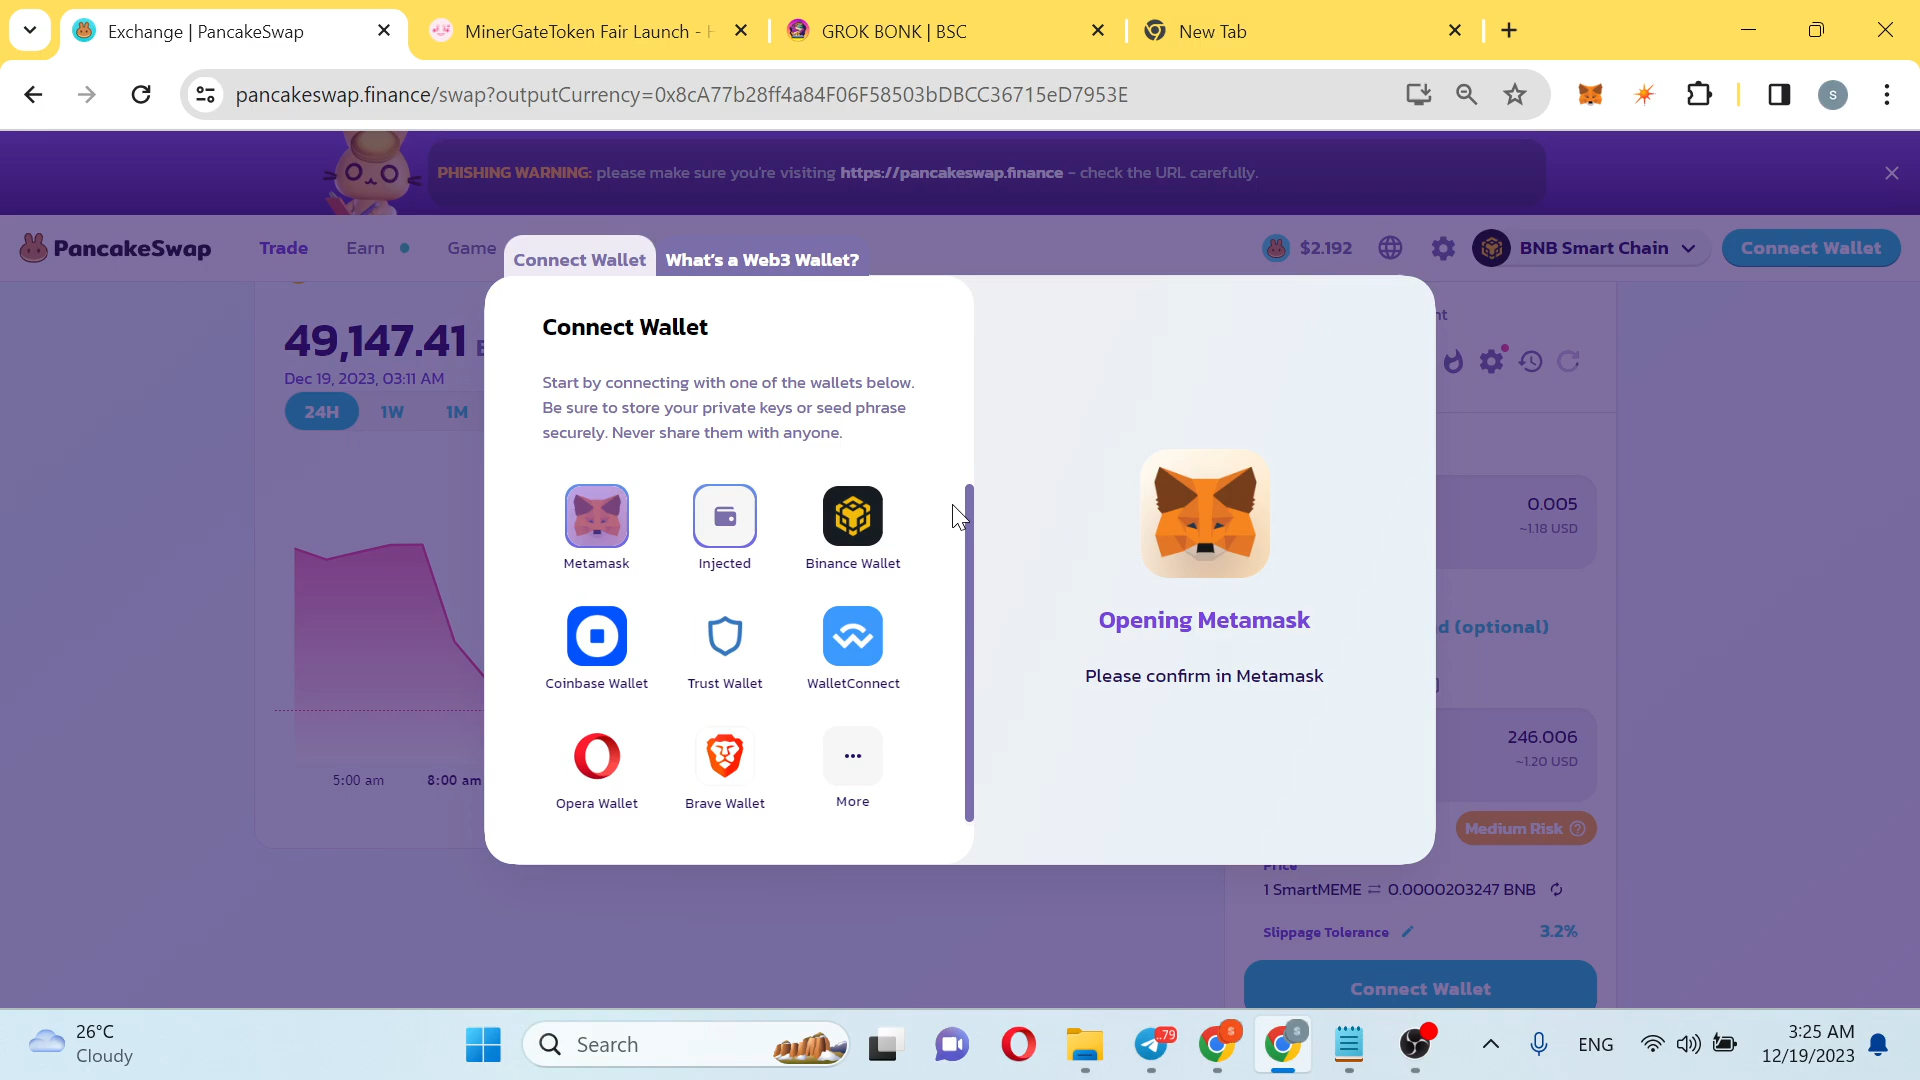 Exchange | PancakeSwap
MinerGateToken Fair Launch -
GROK BONK | BSC
New Tab
pancakeswap.finance/swap?outputCurrency=0x8cA77b28ff4a84F06F58503bDBCC36715eD7953E
S
PHISHING WARNING: please make sure you're visiting https://pancakeswap.finance - check the URL carefully.
PancakeSwap
Trade
Earn
Game
$2.192
BNB Smart Chain
Connect Wallet
Connect Wallet
What's a Web3 Wallet?
49,147.41
Dec 19, 2023, 03:11 AM
24H
1W
1M
Connect Wallet
Start by connecting with one of the wallets below.
Be sure to store your private keys or seed phrase
securely. Never share them with anyone.
Metamask
Injected
Binance Wallet
Coinbase Wallet
Trust Wallet
WalletConnect
Opera Wallet
Brave Wallet
More
Opening Metamask
Please confirm in Metamask
0.005
~1.18 USD
(optional)
246.006
~1.20 USD
Medium Risk
Price
1 SmartMEME ⇌ 0.0000203247 BNB
Slippage Tolerance
3.2%
Connect Wallet
5:00 am
8:00 am
26°C
Cloudy
Search
79
ENG
3:25 AM
12/19/2023